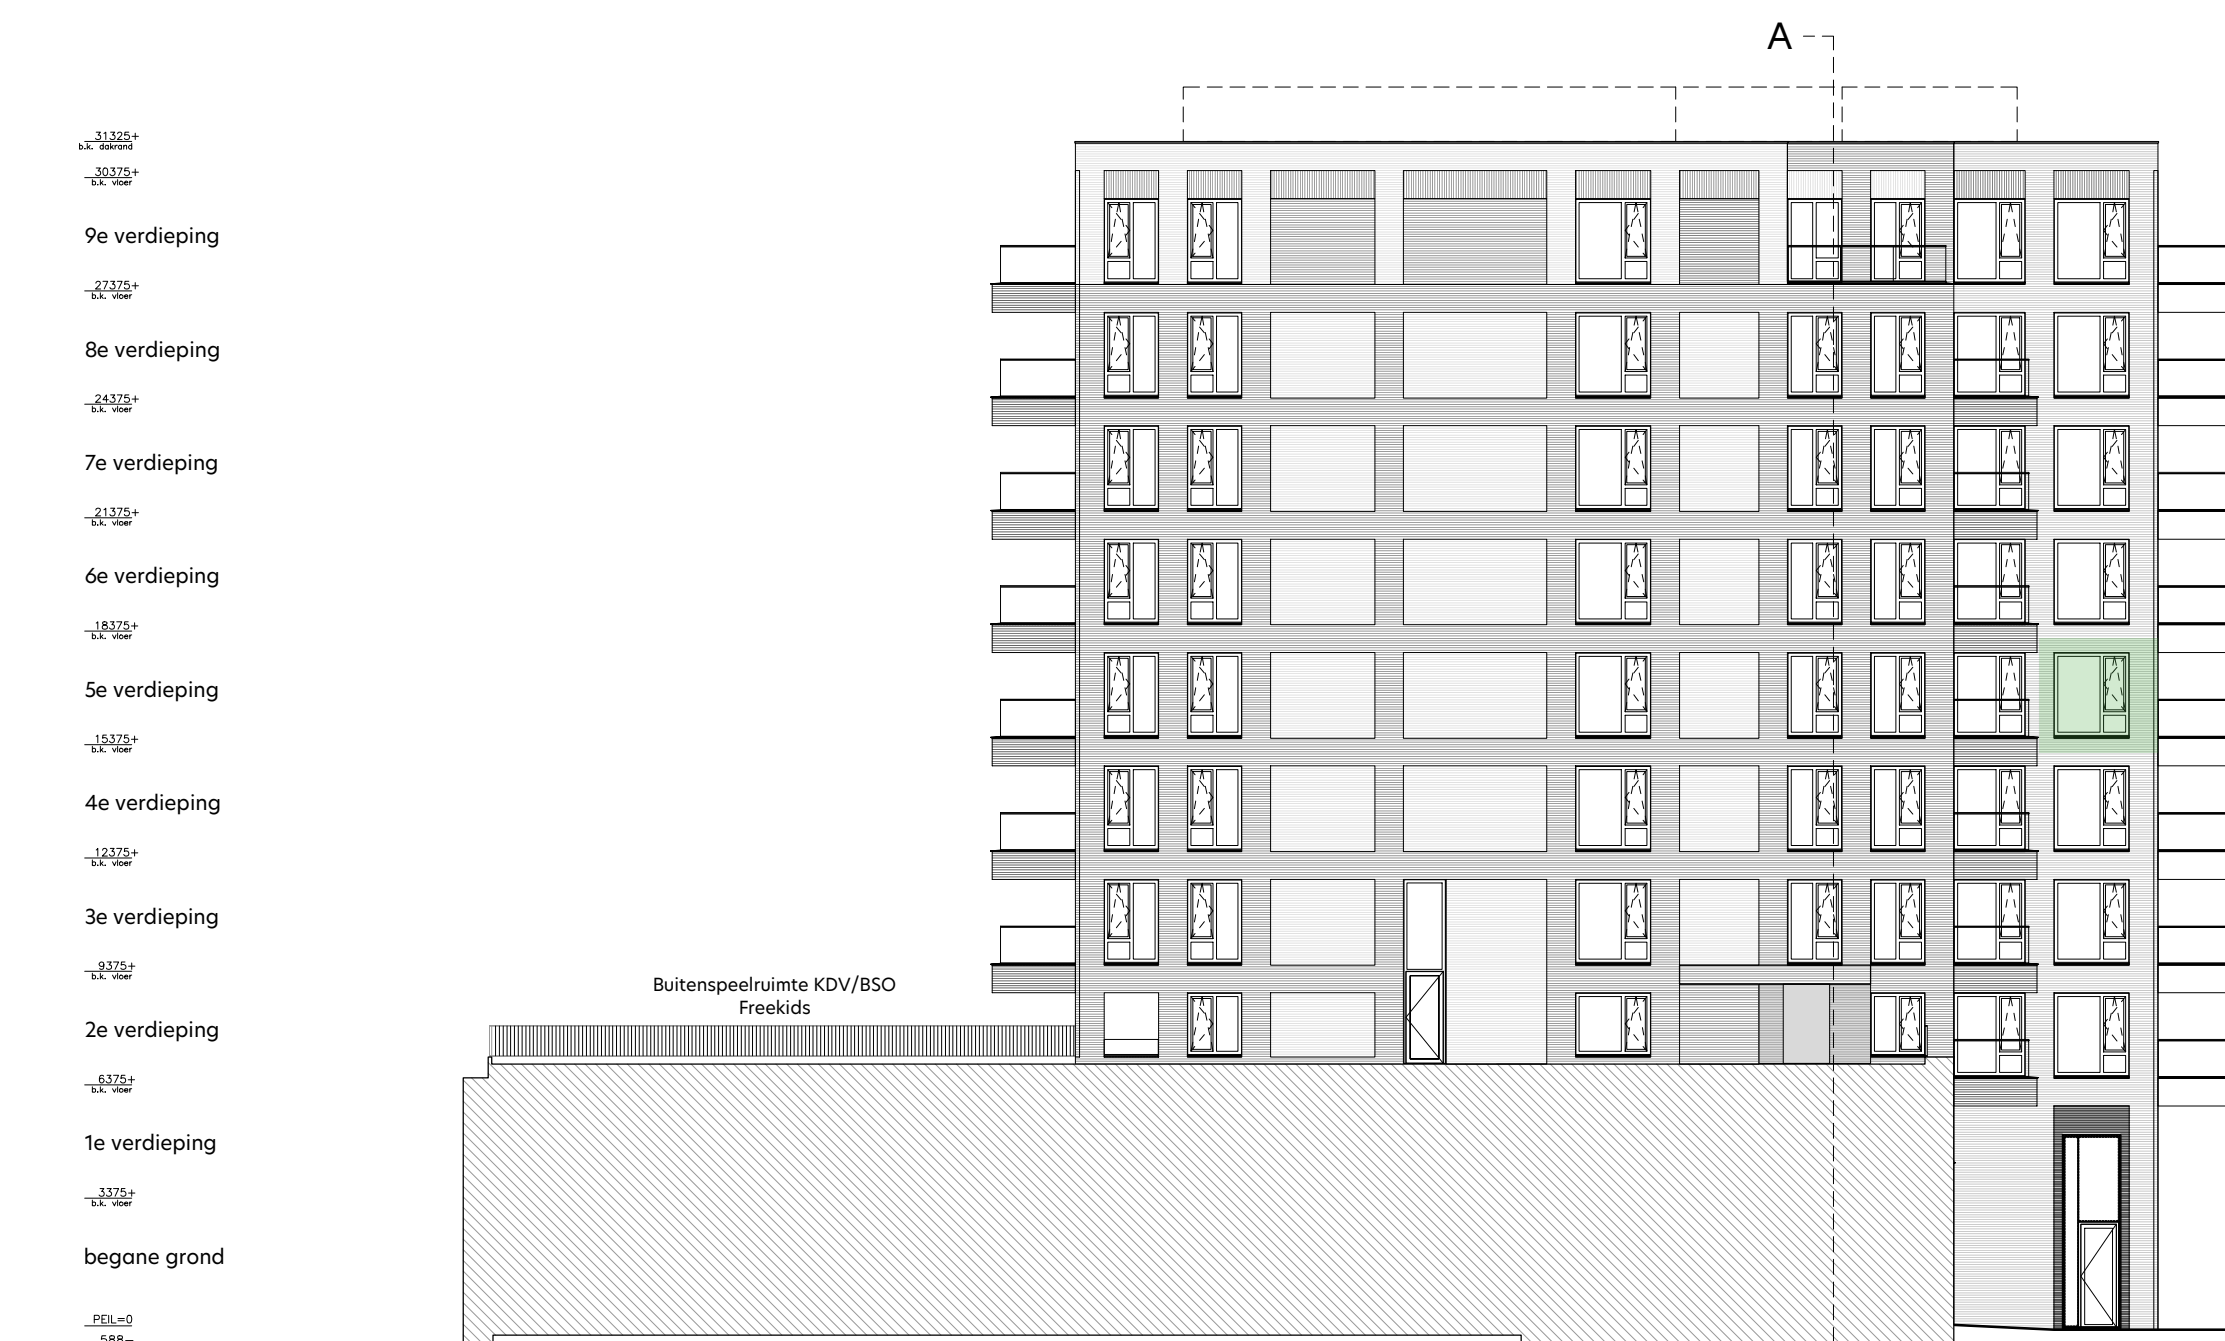 A
31325+
b.k. dakrand
30375+
b.k. vloer
9e verdieping
27375+
b.k. vloer
8e verdieping
24375+
b.k. vloer
7e verdieping
21375+
b.k. vloer
6e verdieping
18375+
b.k. vloer
5e verdieping
15375+
b.k. vloer
4e verdieping
12375+
b.k. vloer
3e verdieping
9375+
b.k. vloer
Buitenspeelruimte KDV/BSO
Freekids
2e verdieping
6375+
b.k. vloer
1e verdieping
3375+
b.k. vloer
begane grond
PEIL=0
588-